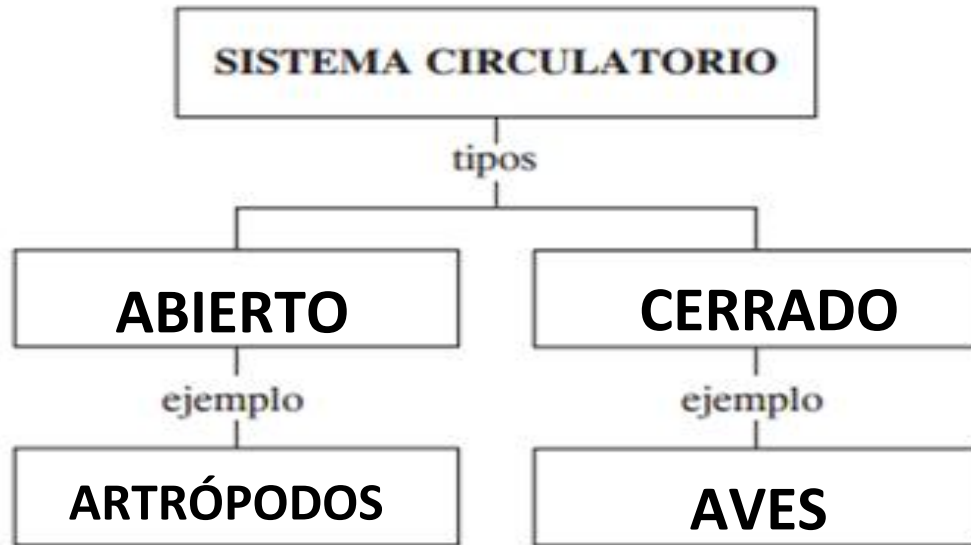 SISTEMA CIRCULATORIO
tipos
ABIERTO
CERRADO
ejemplo
ejemplo
ARTRÓPODOS
AVES